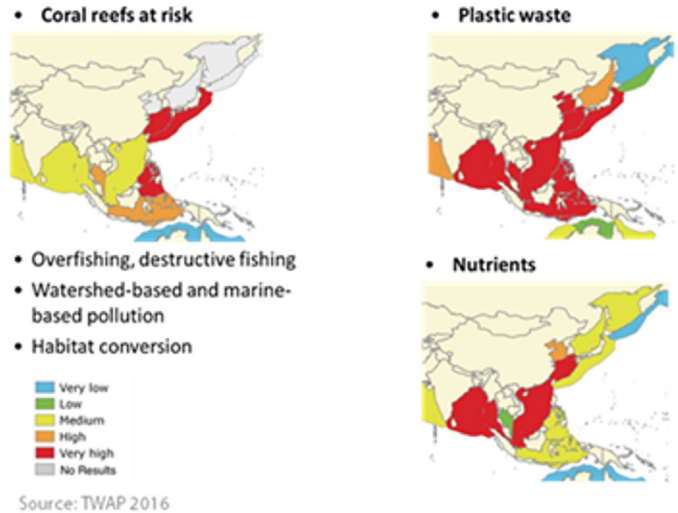 • Coral reefs at risk
• Plastic waste
• Overfishing, destructive fishing
• Watershed-based and marine-
based pollution
• Habitat conversion
• Nutrients
Very low
Low
Medium
High
Very high
No Results
Source: TWAP 2016